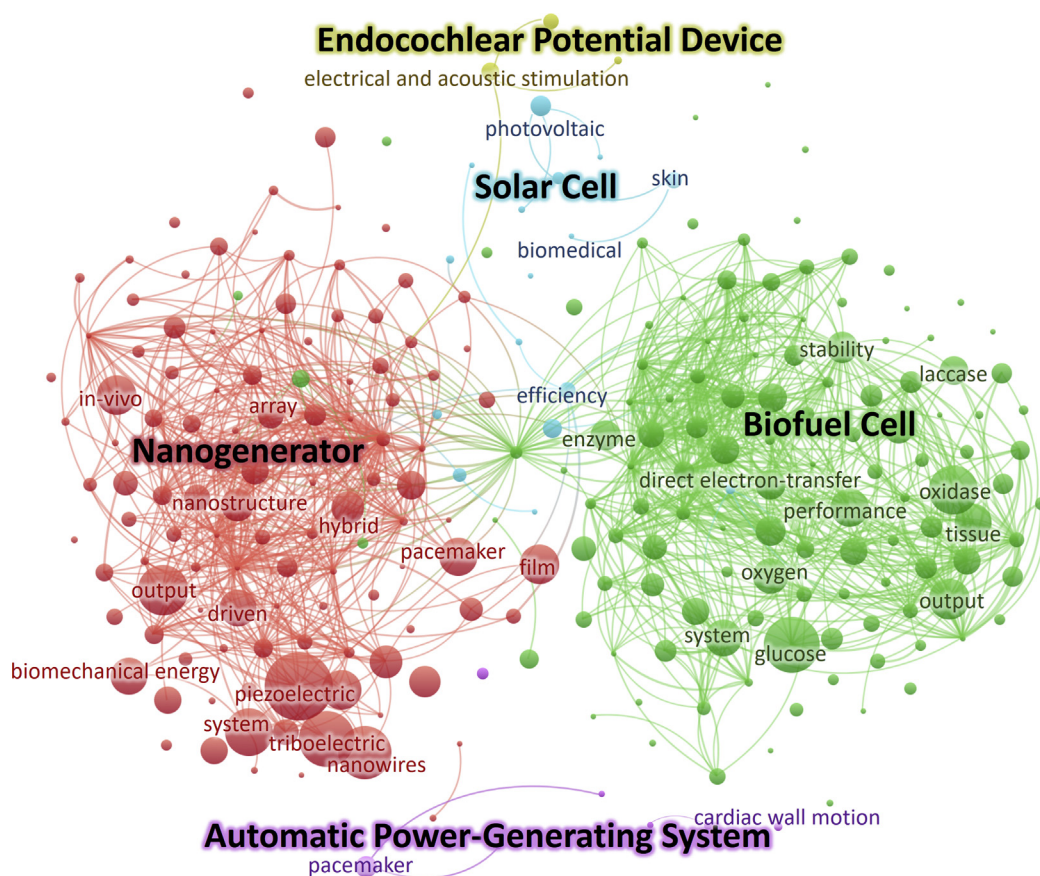 Endocochlear Potential Device
electrical and acoustic stimulation
photovoltaic
Solar Cell
skin
biomedical
stability
laccase
in-vivo
array
efficiency
enzyme
Biofuel Cell
Nanogenerator
direct electron-transfer
oxidase
nanostructure
performance
hybrid
tissue
pacemaker
film
oxygen
output
output
driven
system
glucose
biomechanical energy
piezoelectric
system
triboelectric
nanowires
cardiac wall motion
Automatic Power-Generating System
pacemaker